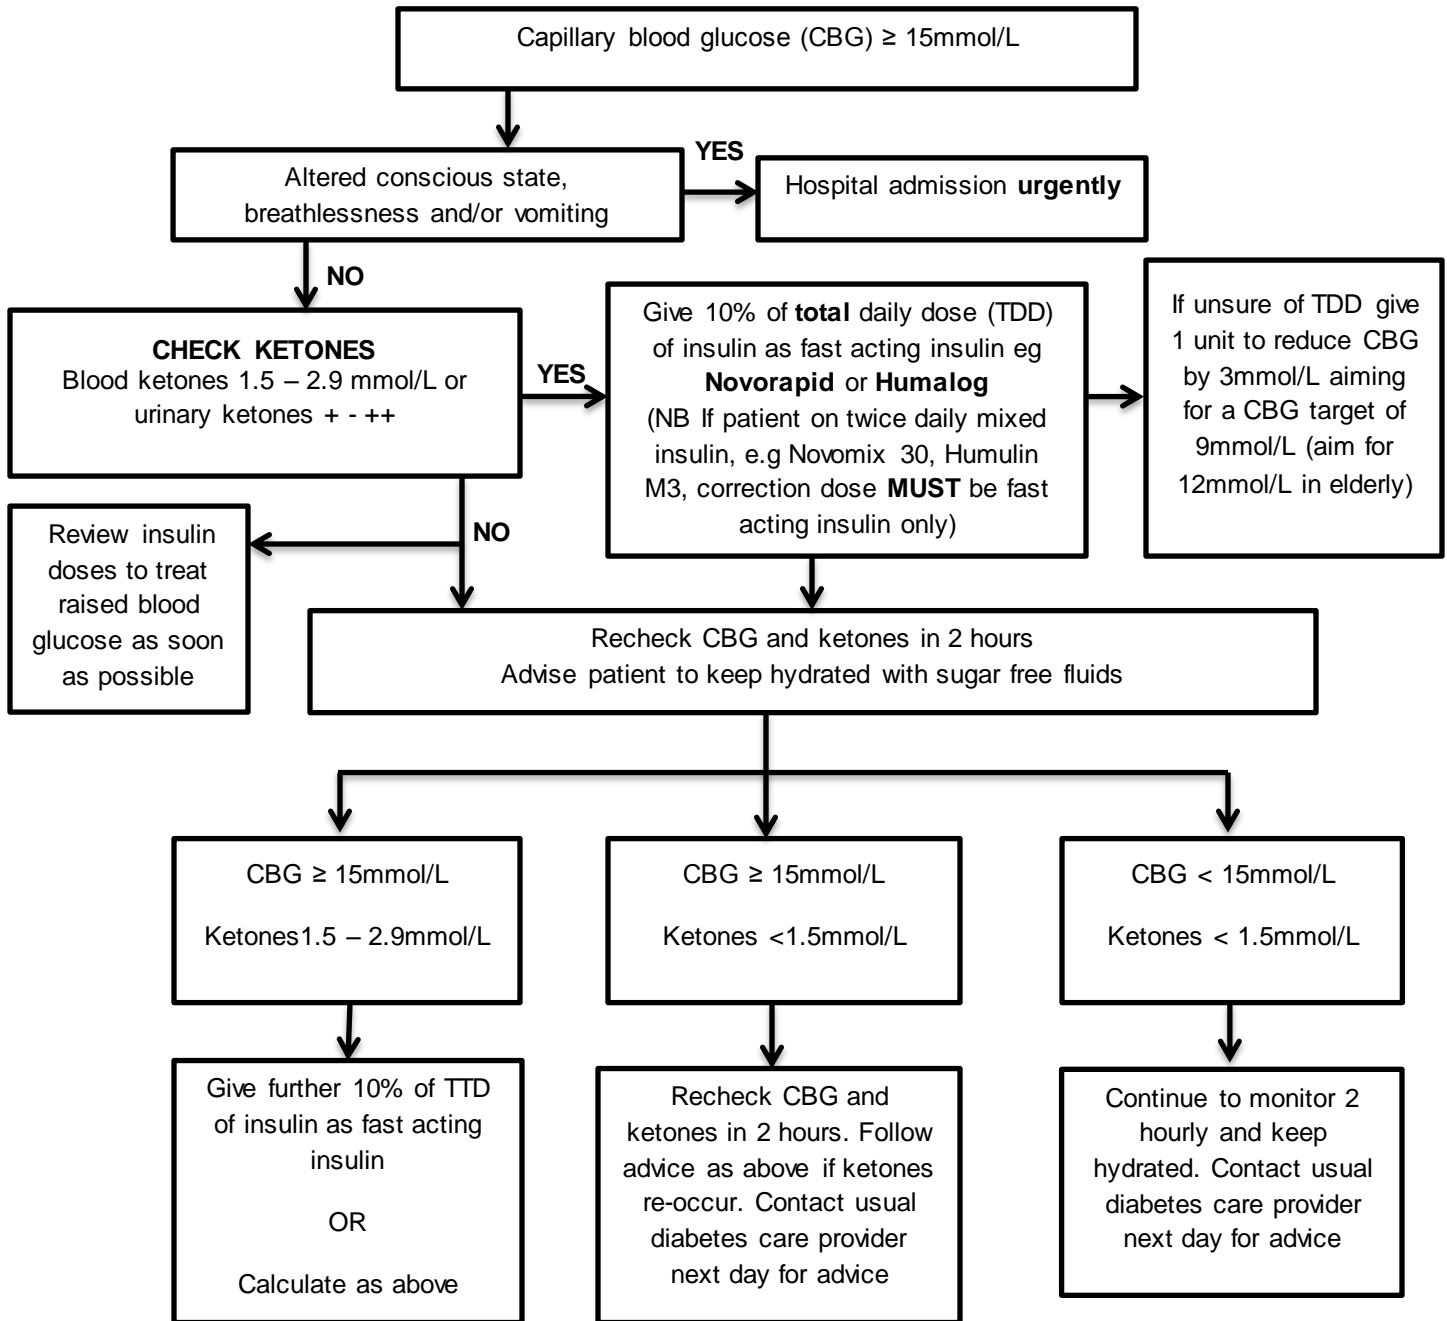 Capillary blood glucose (CBG) ≥ 15mmol/L
Altered conscious state,
breathlessness and/or vomiting
YES
Hospital admission urgently
NO
CHECK KETONES
Blood ketones 1.5 – 2.9 mmol/L or
urinary ketones + - ++
YES
Give 10% of total daily dose (TDD)
of insulin as fast acting insulin eg
Novorapid or Humalog
(NB If patient on twice daily mixed
insulin, e.g Novomix 30, Humulin
M3, correction dose MUST be fast
acting insulin only)
If unsure of TDD give
1 unit to reduce CBG
by 3mmol/L aiming
for a CBG target of
9mmol/L (aim for
12mmol/L in elderly)
NO
Review insulin
doses to treat
raised blood
glucose as soon
as possible
Recheck CBG and ketones in 2 hours
Advise patient to keep hydrated with sugar free fluids
CBG ≥ 15mmol/L
Ketones1.5 – 2.9mmol/L
CBG ≥ 15mmol/L
Ketones <1.5mmol/L
CBG < 15mmol/L
Ketones < 1.5mmol/L
Give further 10% of TTD
of insulin as fast acting
insulin
OR
Calculate as above
Recheck CBG and
ketones in 2 hours. Follow
advice as above if ketones
re-occur. Contact usual
diabetes care provider
next day for advice
Continue to monitor 2
hourly and keep
hydrated. Contact usual
diabetes care provider
next day for advice